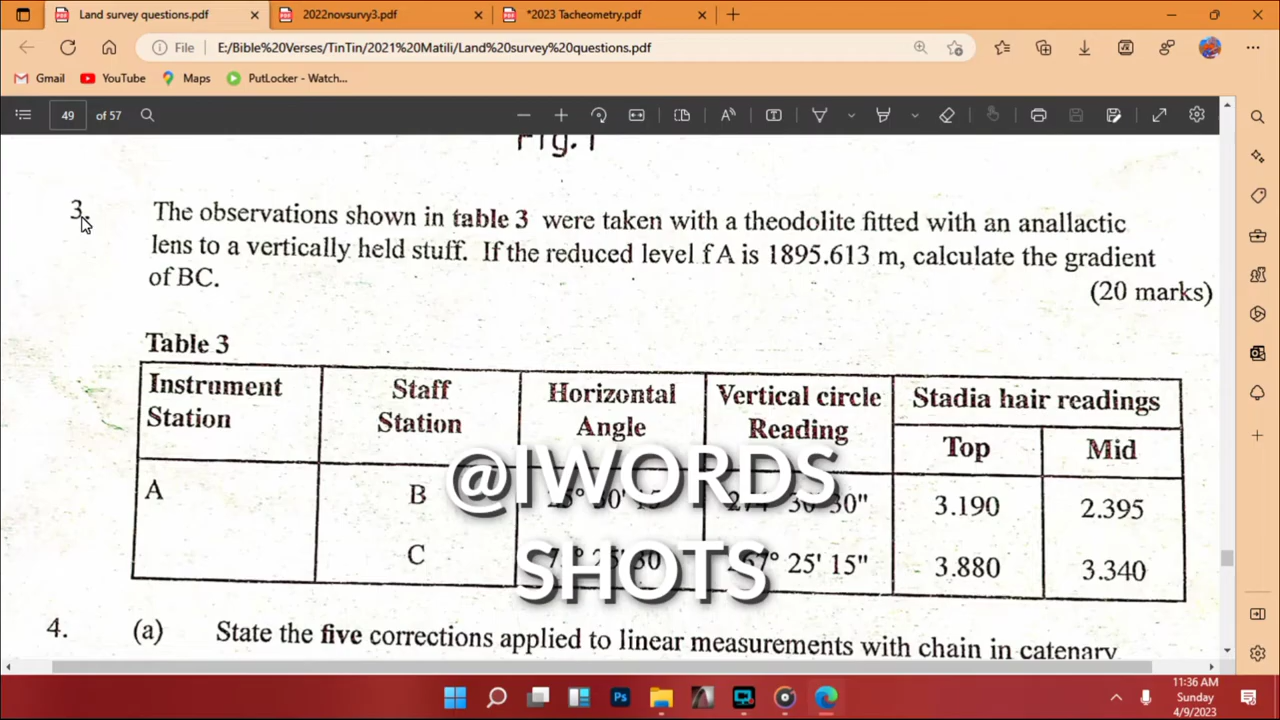 Land survey questions.pdf
2022novsurvy3.pdf
*2023 Tacheometry.pdf
File
E:/Bible%20Verses/TinTin/2021%20Matili/Land%20survey%20questions.pdf
Gmail
YouTube
Maps
PutLocker - Watch...
49
of 57
Fig.1
3.
The observations shown in table 3 were taken with a theodolite fitted with an anallactic
lens to a vertically held stuff. If the reduced level f A is 1895.613 m, calculate the gradient
of BC.
(20 marks)
Table 3
Instrument Station
Staff Station
Horizontal Angle
Vertical circle Reading
Stadia hair readings
Top
Mid
A
B
30"
3.190
2.395
C
25' 15"
3.880
3.340
@IWORDS
SHOTS
4.
(a)
State the five corrections applied to linear measurements with chain in catenary
11:36 AM
Sunday
4/9/2023